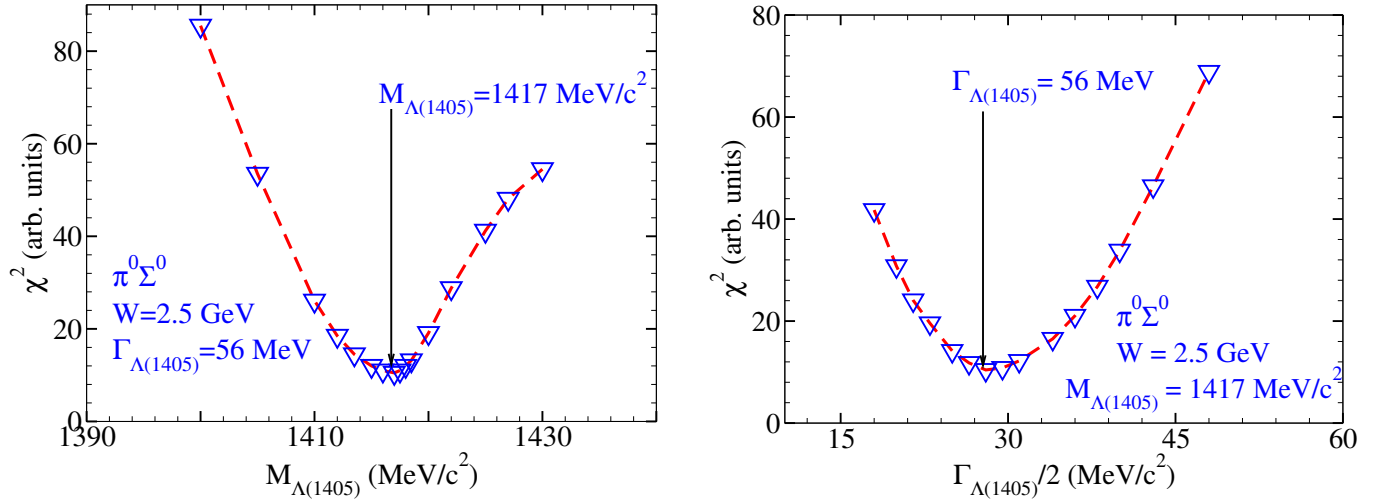 80
60
40
20
0
χ² (arb. units)
M_Λ(1405)=1417 MeV/c²
π⁰Σ⁰
W=2.5 GeV
Γ_Λ(1405)=56 MeV
1390
1410
1430
M_Λ(1405) (MeV/c²)
80
60
40
20
0
χ² (arb. units)
Γ_Λ(1405)= 56 MeV
π⁰Σ⁰
W = 2.5 GeV
M_Λ(1405) = 1417 MeV/c²
15
30
45
60
Γ_Λ(1405)/2 (MeV/c²)